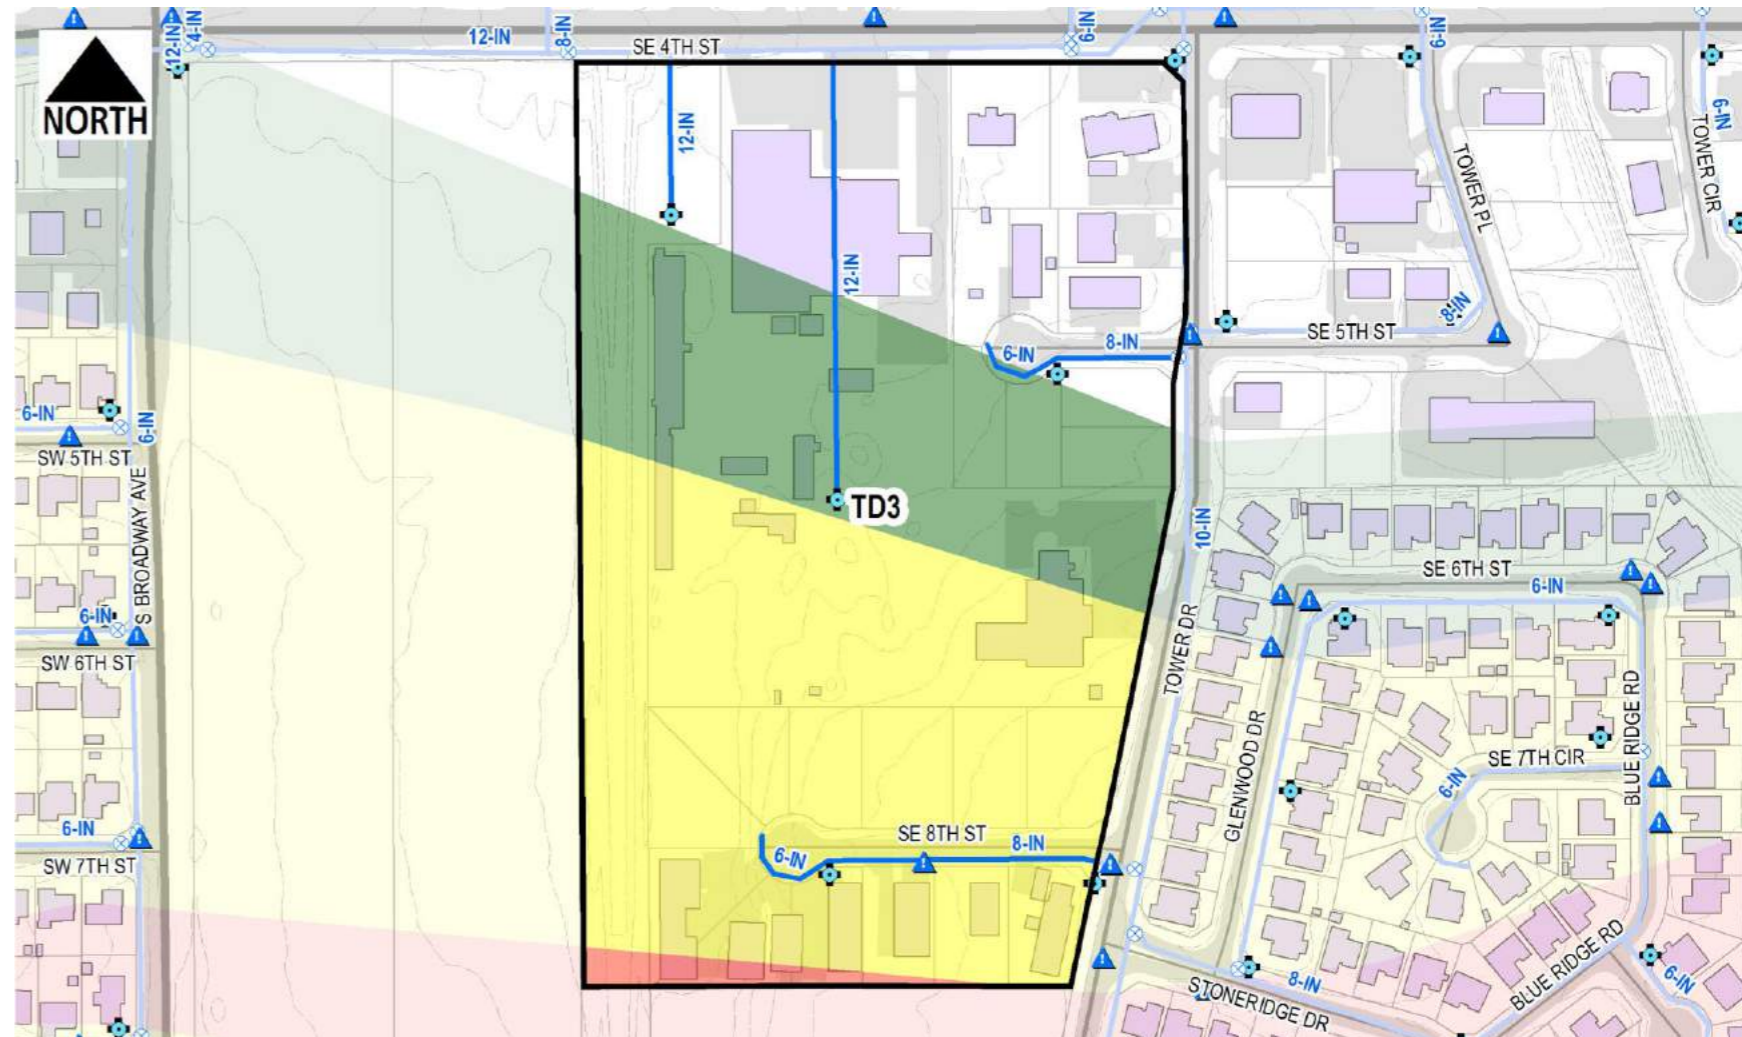 NORTH
12-IN
4-IN
12-IN
8-IN
SE 4TH ST
6-IN
6-IN
12-IN
6-IN
TOWER CIR
TOWER PL
12-IN
8-IN
SE 5TH ST
6-IN
8-IN
6-IN
SW 5TH ST
6-IN
S BROADWAY AVE
TD3
10-IN
SE 6TH ST
6-IN
6-IN
SW 6TH ST
TOWER DR
GLENWOOD DR
BLUE RIDGE RD
SE 7TH CIR
6-IN
6-IN
SW 7TH ST
SE 8TH ST
8-IN
6-IN
STONERIDGE DR
8-IN
BLUE RIDGE RD
6-IN